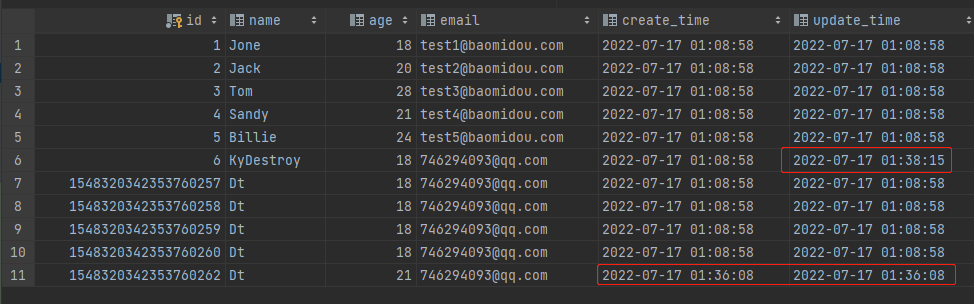 id name age email create_time update_time
1 1 Jone 18 test1@baomidou.com 2022-07-17 01:08:58 2022-07-17 01:08:58
2 2 Jack 20 test2@baomidou.com 2022-07-17 01:08:58 2022-07-17 01:08:58
3 3 Tom 28 test3@baomidou.com 2022-07-17 01:08:58 2022-07-17 01:08:58
4 4 Sandy 21 test4@baomidou.com 2022-07-17 01:08:58 2022-07-17 01:08:58
5 5 Billie 24 test5@baomidou.com 2022-07-17 01:08:58 2022-07-17 01:08:58
6 6 KyDestroy 18 746294093@qq.com 2022-07-17 01:08:58 2022-07-17 01:38:15
7 1548320342353760257 Dt 18 746294093@qq.com 2022-07-17 01:08:58 2022-07-17 01:08:58
8 1548320342353760258 Dt 18 746294093@qq.com 2022-07-17 01:08:58 2022-07-17 01:08:58
9 1548320342353760259 Dt 18 746294093@qq.com 2022-07-17 01:08:58 2022-07-17 01:08:58
10 1548320342353760260 Dt 18 746294093@qq.com 2022-07-17 01:08:58 2022-07-17 01:08:58
11 1548320342353760262 Dt 21 746294093@qq.com 2022-07-17 01:36:08 2022-07-17 01:36:08